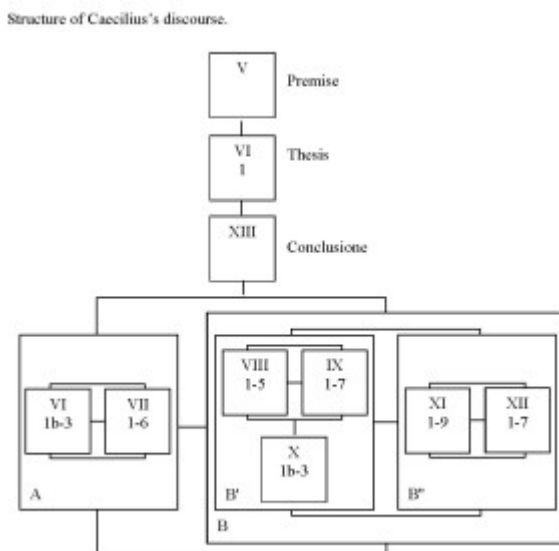 Structure of Caecilius's discourse.
V
Premise
VI
1
Thesis
XIII
Conclusione
VIII
1-5
IX
1-7
VI
1b-3
VII
1-6
XI
1-9
XII
1-7
X
1b-3
A
B'
B"
B